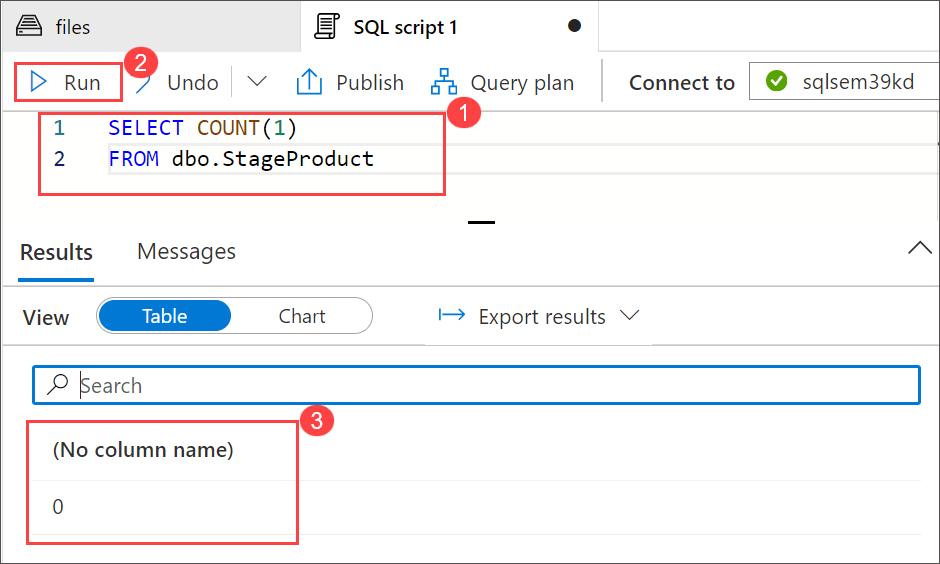 files
SQL script 1
2
Run
Undo
Publish
Query plan
Connect to
sqlsem39kd
1
1 SELECT COUNT(1)
2 FROM dbo.StageProduct
Results
Messages
View
Table
Chart
Export results
Search
3
(No column name)
0